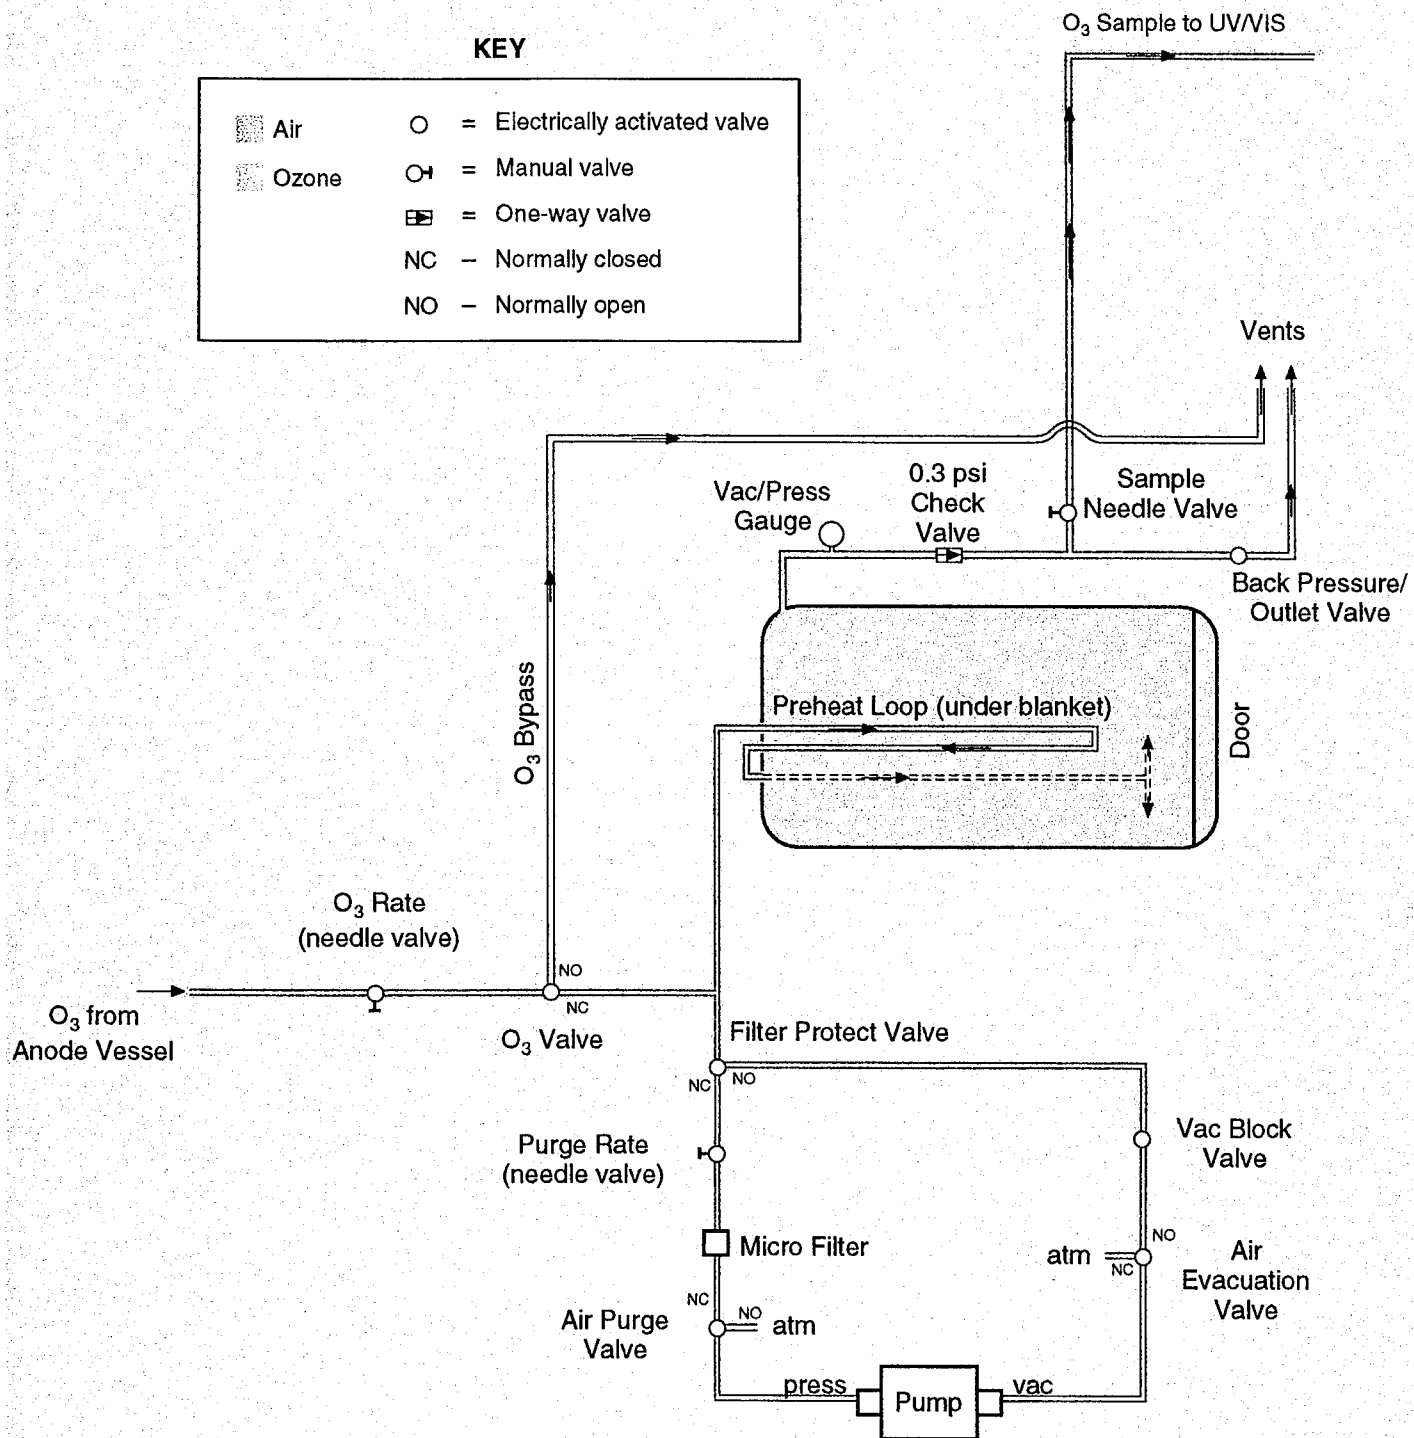 O3 Sample to UV/VIS
KEY
Air
Ozone
= Electrically activated valve
= Manual valve
= One-way valve
NC – Normally closed
NO – Normally open
Vents
Vac/Press
Gauge
0.3 psi
Check
Valve
Sample
Needle Valve
Back Pressure/
Outlet Valve
O3 Bypass
Preheat Loop (under blanket)
Door
O3 Rate
(needle valve)
NO
NC
O3 from
Anode Vessel
O3 Valve
Filter Protect Valve
NC
NO
Purge Rate
(needle valve)
Vac Block
Valve
Micro Filter
NO
atm
NC
Air
Evacuation
Valve
NC
NO
Air Purge
Valve
atm
press
Pump
vac